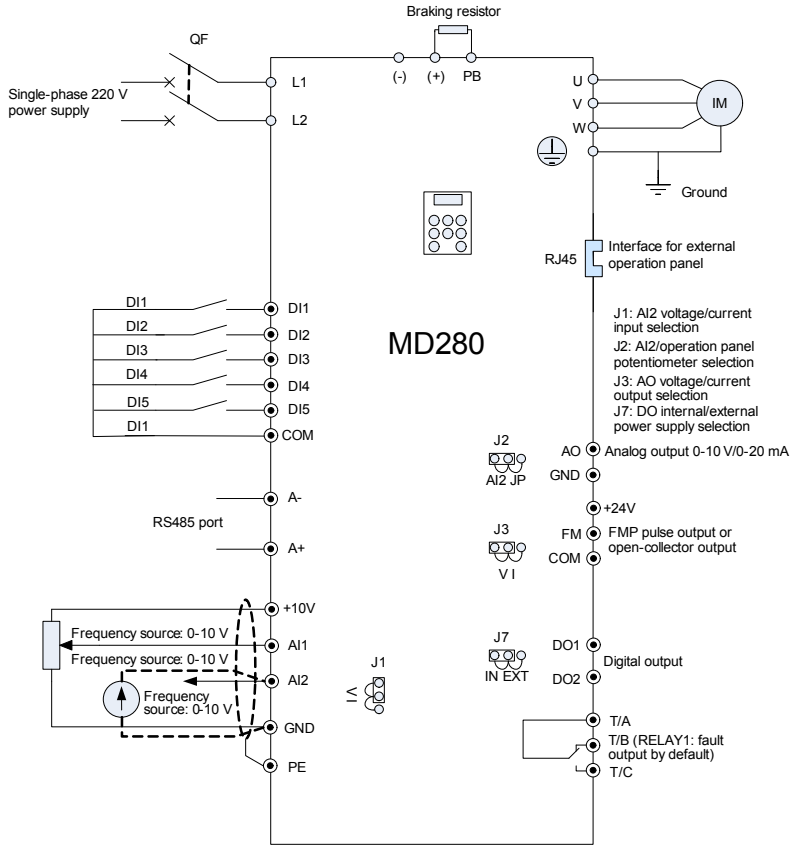 Braking resistor
QF
(-) (+) PB
L1
Single-phase 220 V
power supply
L2
U
V
W
IM
Ground
RJ45
Interface for external
operation panel
MD280
DI1 DI1
DI2 DI2
DI3 DI3
DI4 DI4
DI5 DI5
DI1 COM
J1: AI2 voltage/current
input selection
J2: AI2/operation panel
potentiometer selection
J3: AO voltage/current
output selection
J7: DO internal/external
power supply selection
J2
AI2 JP
AO Analog output 0-10 V/0-20 mA
GND
A-
RS485 port
A+
+24V
J3
V I
FM FMP pulse output or
open-collector output
COM
+10V
Frequency source: 0-10 V
AI1
Frequency source: 0-10 V
AI2
Frequency
source: 0-10 V
GND
PE
J1
V I
J7
IN EXT
DO1
Digital output
DO2
T/A
T/B (RELAY1: fault
output by default)
T/C